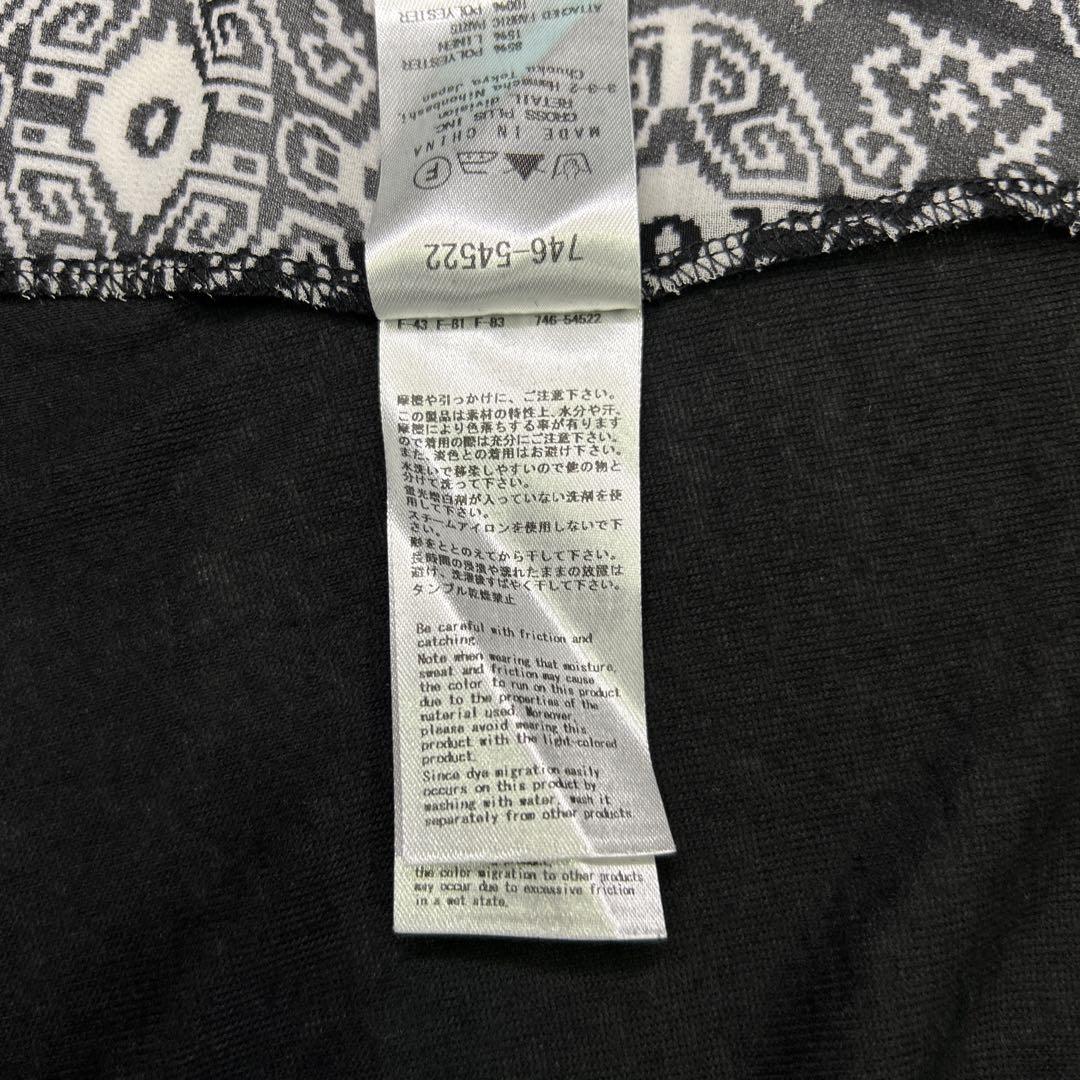 746-54522
F
MADE IN CHINA
GROSS PLUS INC.
RETAIL division
3-3-2 Nihonbashi
Tokyo, Japan
85% POLYESTER
15% LINEN
ATTACHED FABRIC PART
100% POLYESTER
F-43 F-81 F-83 746-54522
摩擦や引っかけに、ご注意下さい。
この製品は素材の特性上、水分や汗、
摩擦により色落ちする事が有ります
ので着用の際は充分にご注意下さい。
また、淡色との着用はお避け下さい。
水洗いで移染しやすいので他の物と
分けて洗って下さい。
蛍光増白剤が入っていない洗剤を使
用して下さい。
スチームアイロンを使用しないで下
さい。
形をととのえてから干して下さい。
長時間の浸漬や濡れたままの放置は
避け、洗濯後すばやく干して下さい。
タンブル乾燥禁止
Be careful with friction and
catching.
Note when wearing that moisture,
sweat and friction may cause
the color to run on this product
due to the properties of the
material used. Moreover,
please avoid wearing this
product with the light-colored
product.
Since dye migration easily
occurs on this product by
washing with water, wash it
separately from other products.
the color migration to other products
may occur due to excessive friction
in a wet state.